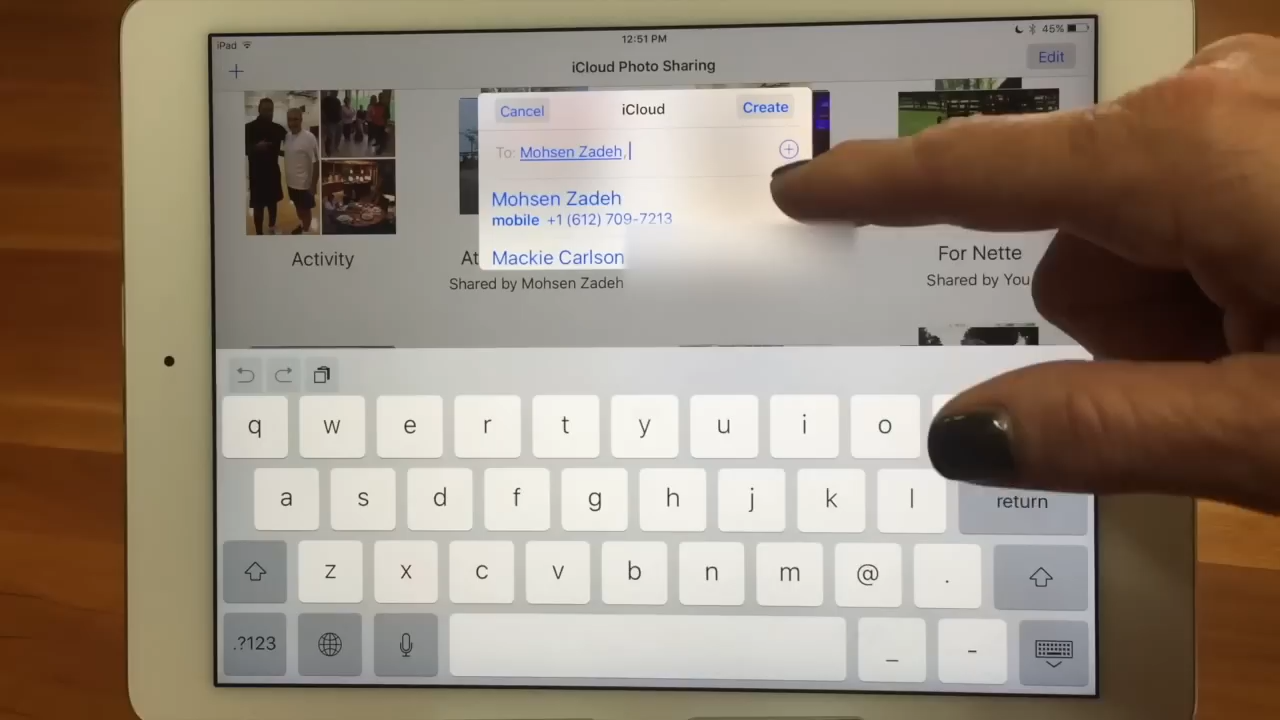 iPad 12:51 PM 45%
+ iCloud Photo Sharing Edit
Cancel iCloud Create
To: Mohsen Zadeh,
Mohsen Zadeh
mobile +1 (612) 709-7213
Mackie Carlson
Activity
At
Shared by Mohsen Zadeh
For Nette
Shared by You
q w e r t y u i o
a s d f g h j k l return
z x c v b n m @ .
.?123 _ -